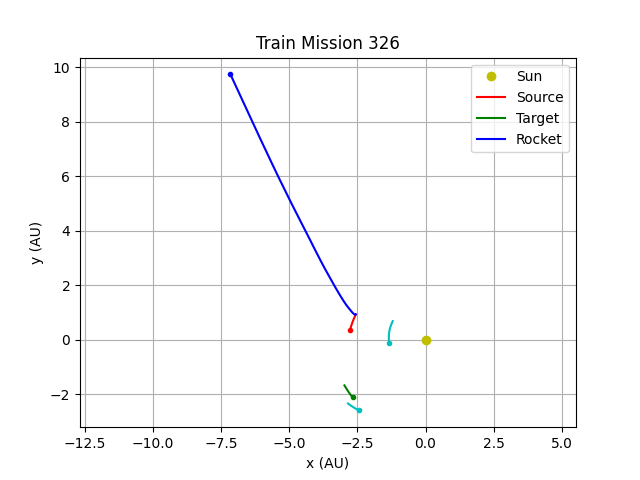 Train Mission 326
Sun
Source
Target
Rocket
y (AU)
10
8
6
4
2
0
−2
−12.5 −10.0 −7.5 −5.0 −2.5 0.0 2.5 5.0
x (AU)